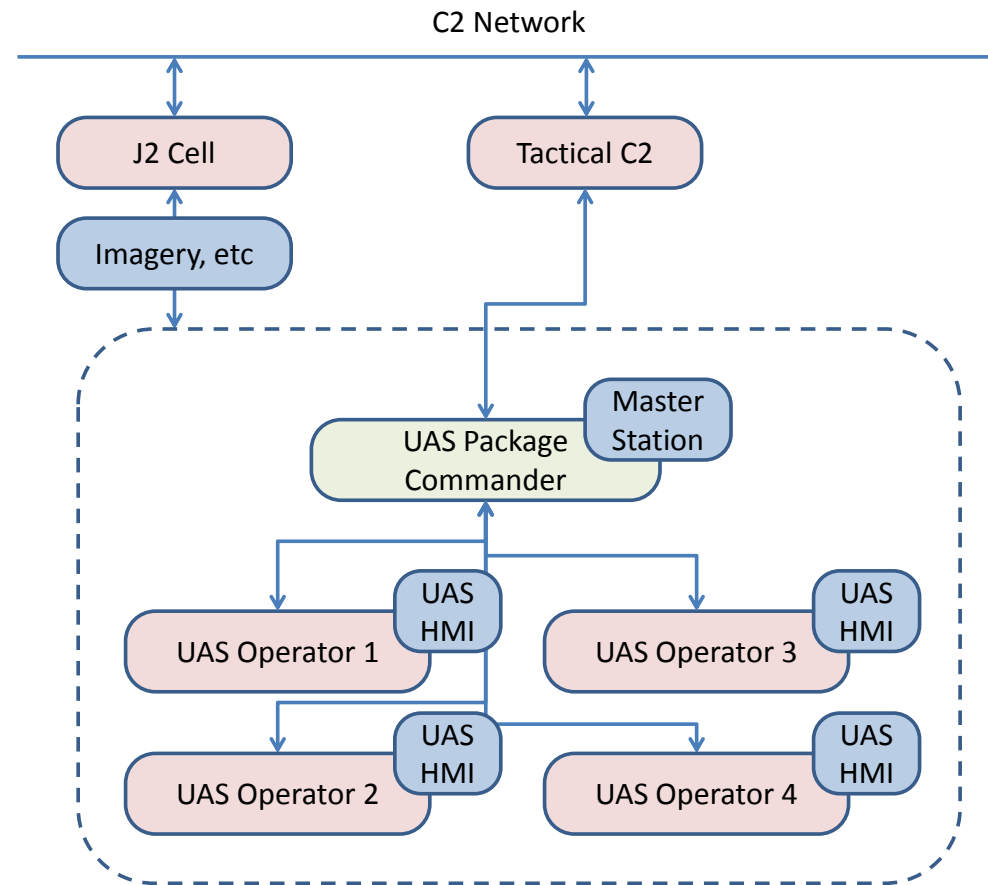 C2 Network
J2 Cell
Tactical C2
Imagery, etc
Master
Station
UAS Package
Commander
UAS
HMI
UAS Operator 1
UAS
HMI
UAS Operator 3
UAS
HMI
UAS Operator 2
UAS
HMI
UAS Operator 4